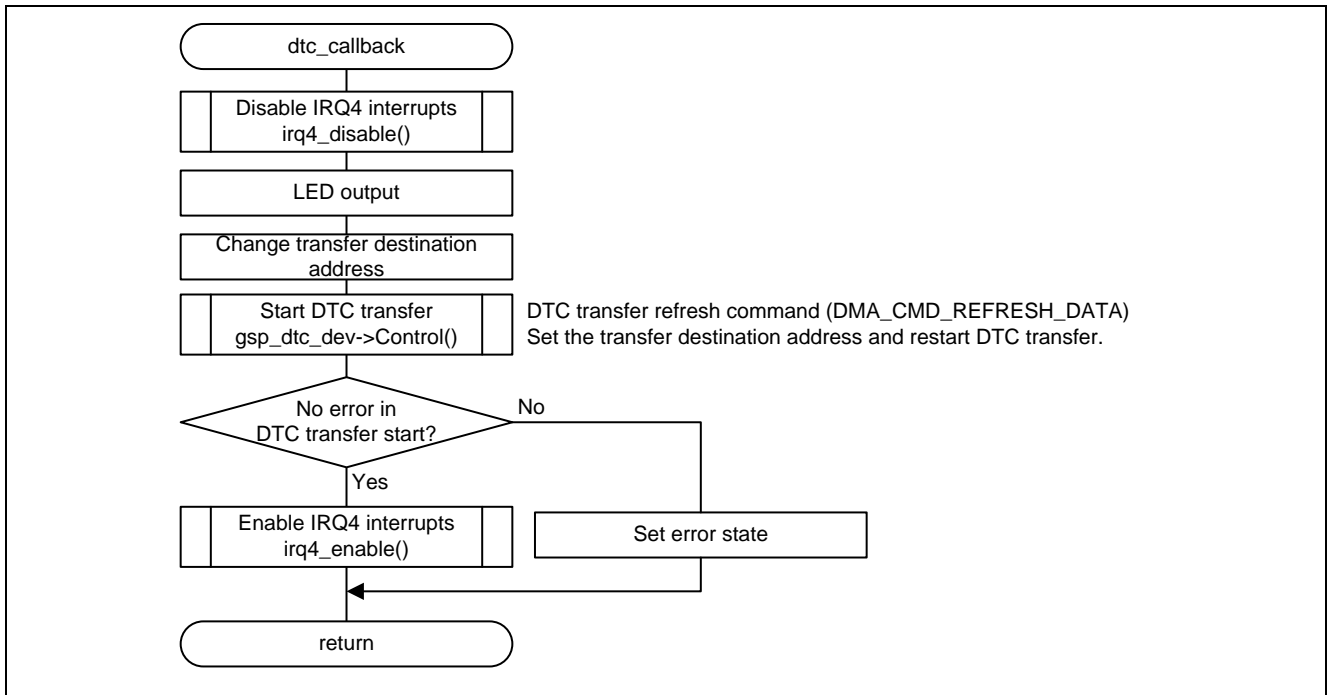 dtc_callback
Disable IRQ4 interrupts
irq4_disable()
LED output
Change transfer destination
address
Start DTC transfer
gsp_dtc_dev->Control()
DTC transfer refresh command (DMA_CMD_REFRESH_DATA)
Set the transfer destination address and restart DTC transfer.
No error in
DTC transfer start?
No
Yes
Enable IRQ4 interrupts
irq4_enable()
Set error state
return